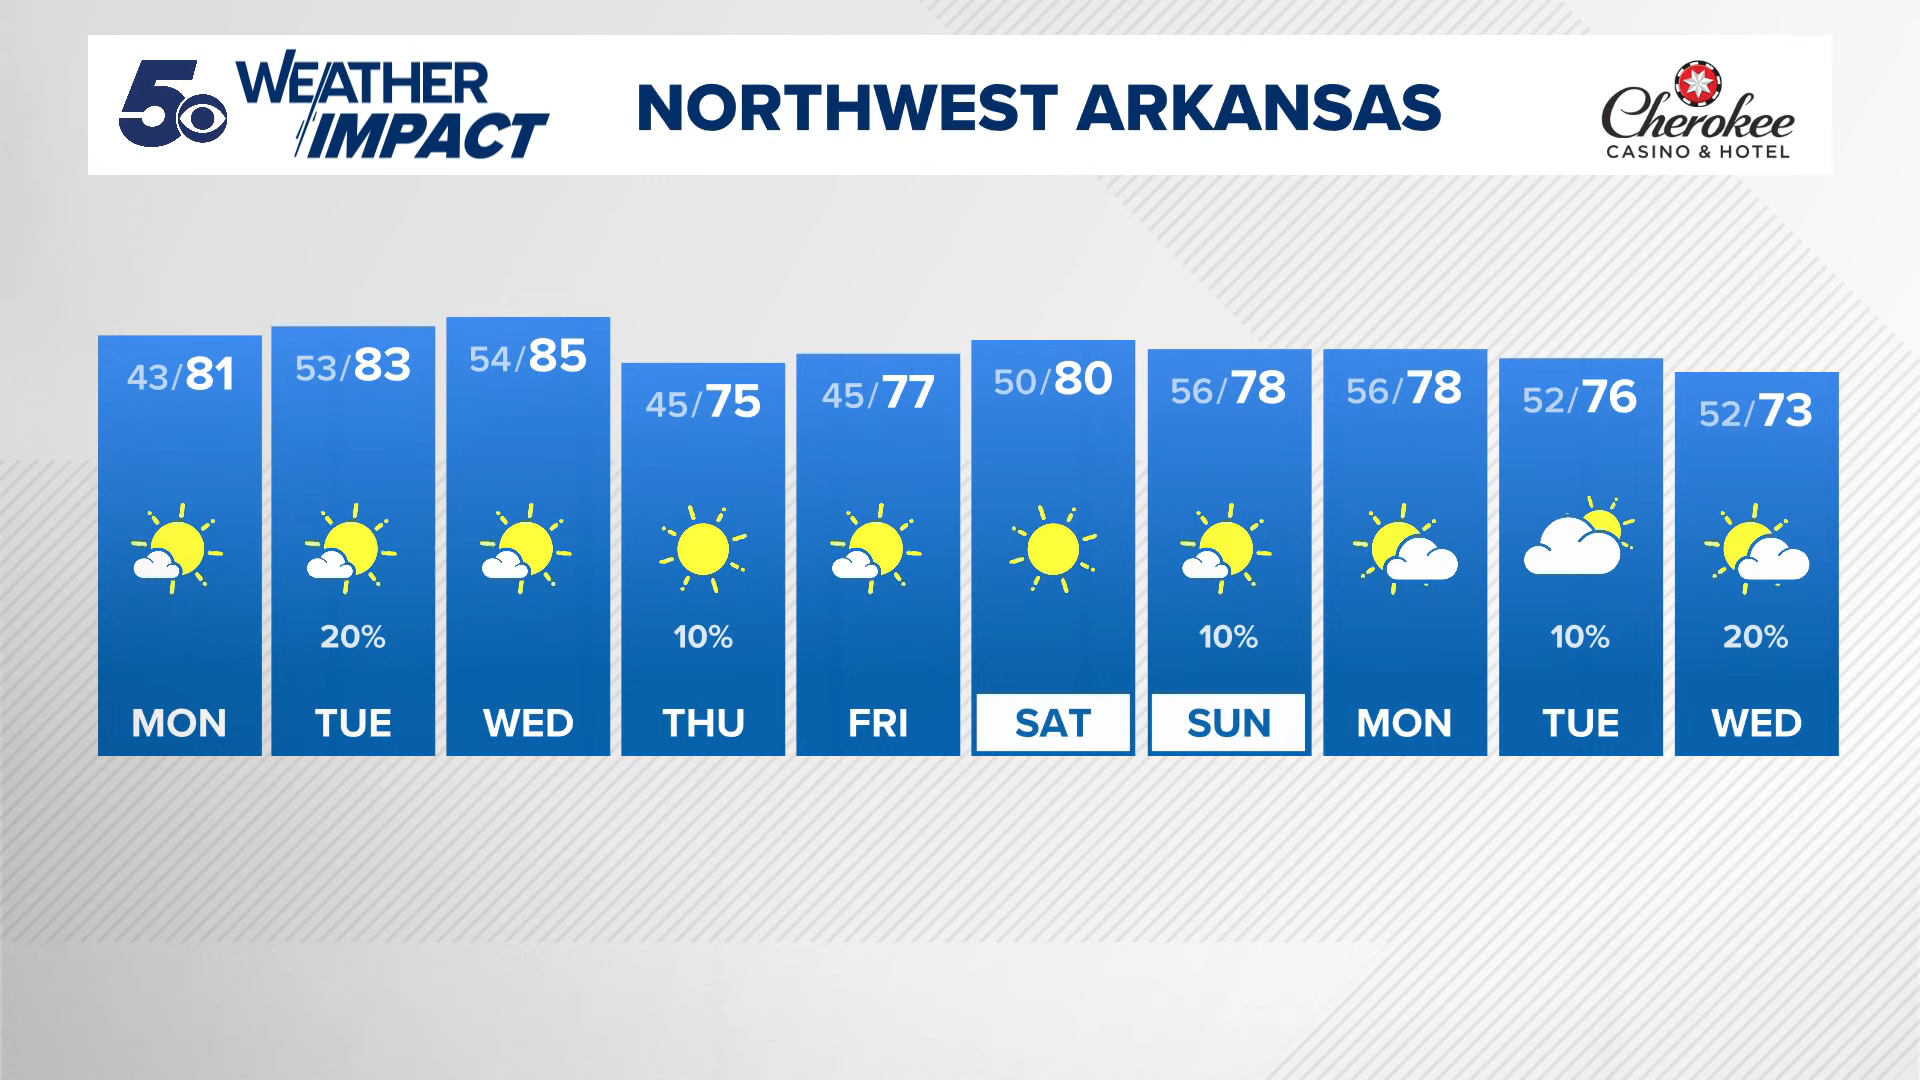 5 WEATHER IMPACT
NORTHWEST ARKANSAS
Cherokee
CASINO & HOTEL
43/81 53/83 54/85 45/75 45/77 50/80 56/78 56/78 52/76 52/73
20% 10% 10% 10% 20%
MON TUE WED THU FRI SAT SUN MON TUE WED